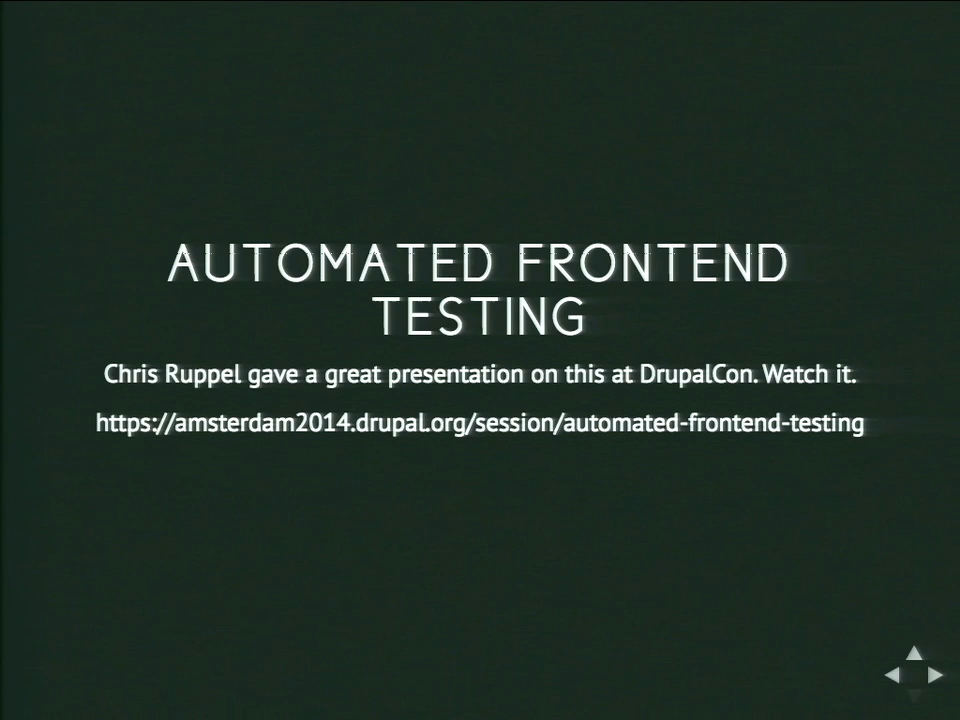 AUTOMATED FRONTEND
TESTING
Chris Ruppel gave a great presentation on this at DrupalCon. Watch it.
https://amsterdam2014.drupal.org/session/automated-frontend-testing